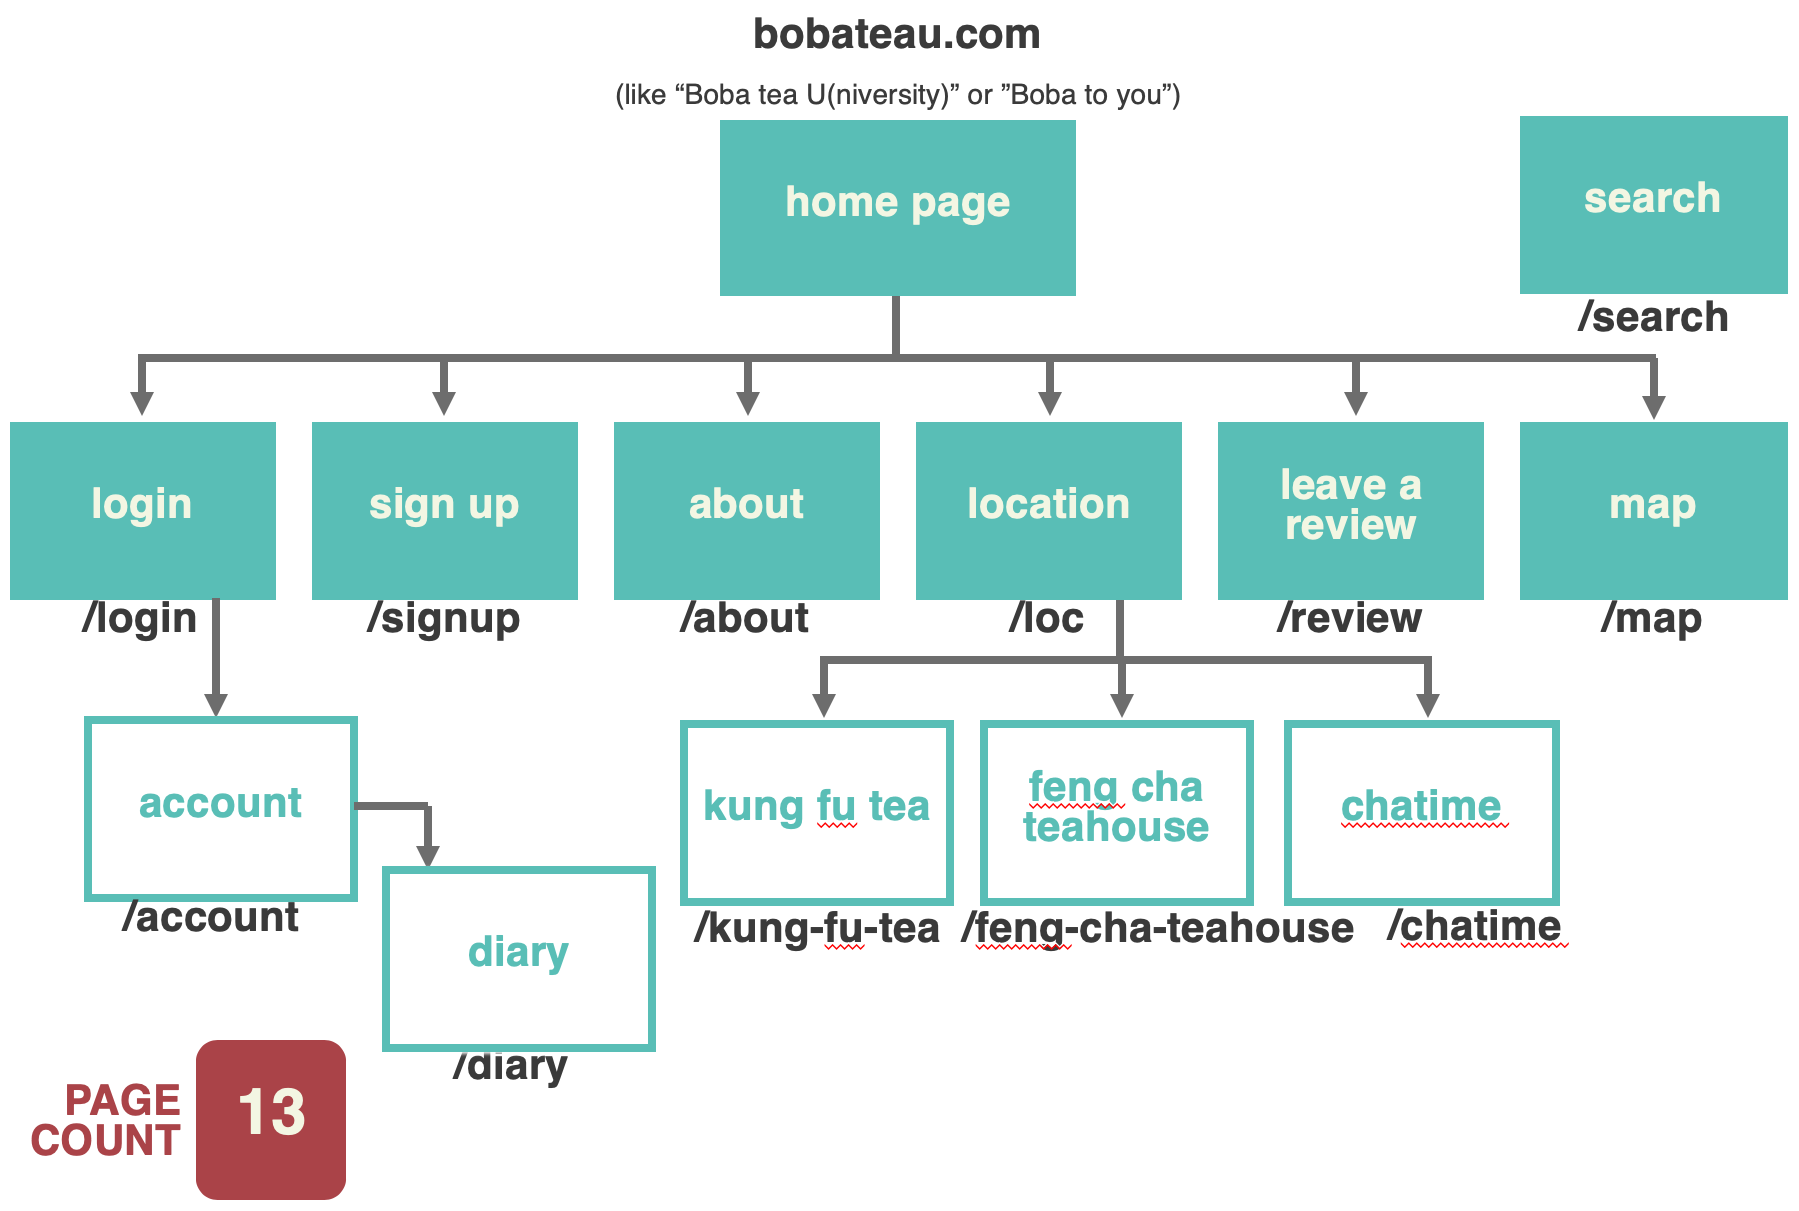 bobateau.com
(like “Boba tea U(niversity)” or ”Boba to you”)
home page
search
/search
login
sign up
about
location
leave a
review
map
/login
/signup
/about
/loc
/review
/map
account
kung fu tea
feng cha
teahouse
chatime
/account
/kung-fu-tea
/feng-cha-teahouse
/chatime
diary
/diary
PAGE
COUNT
13